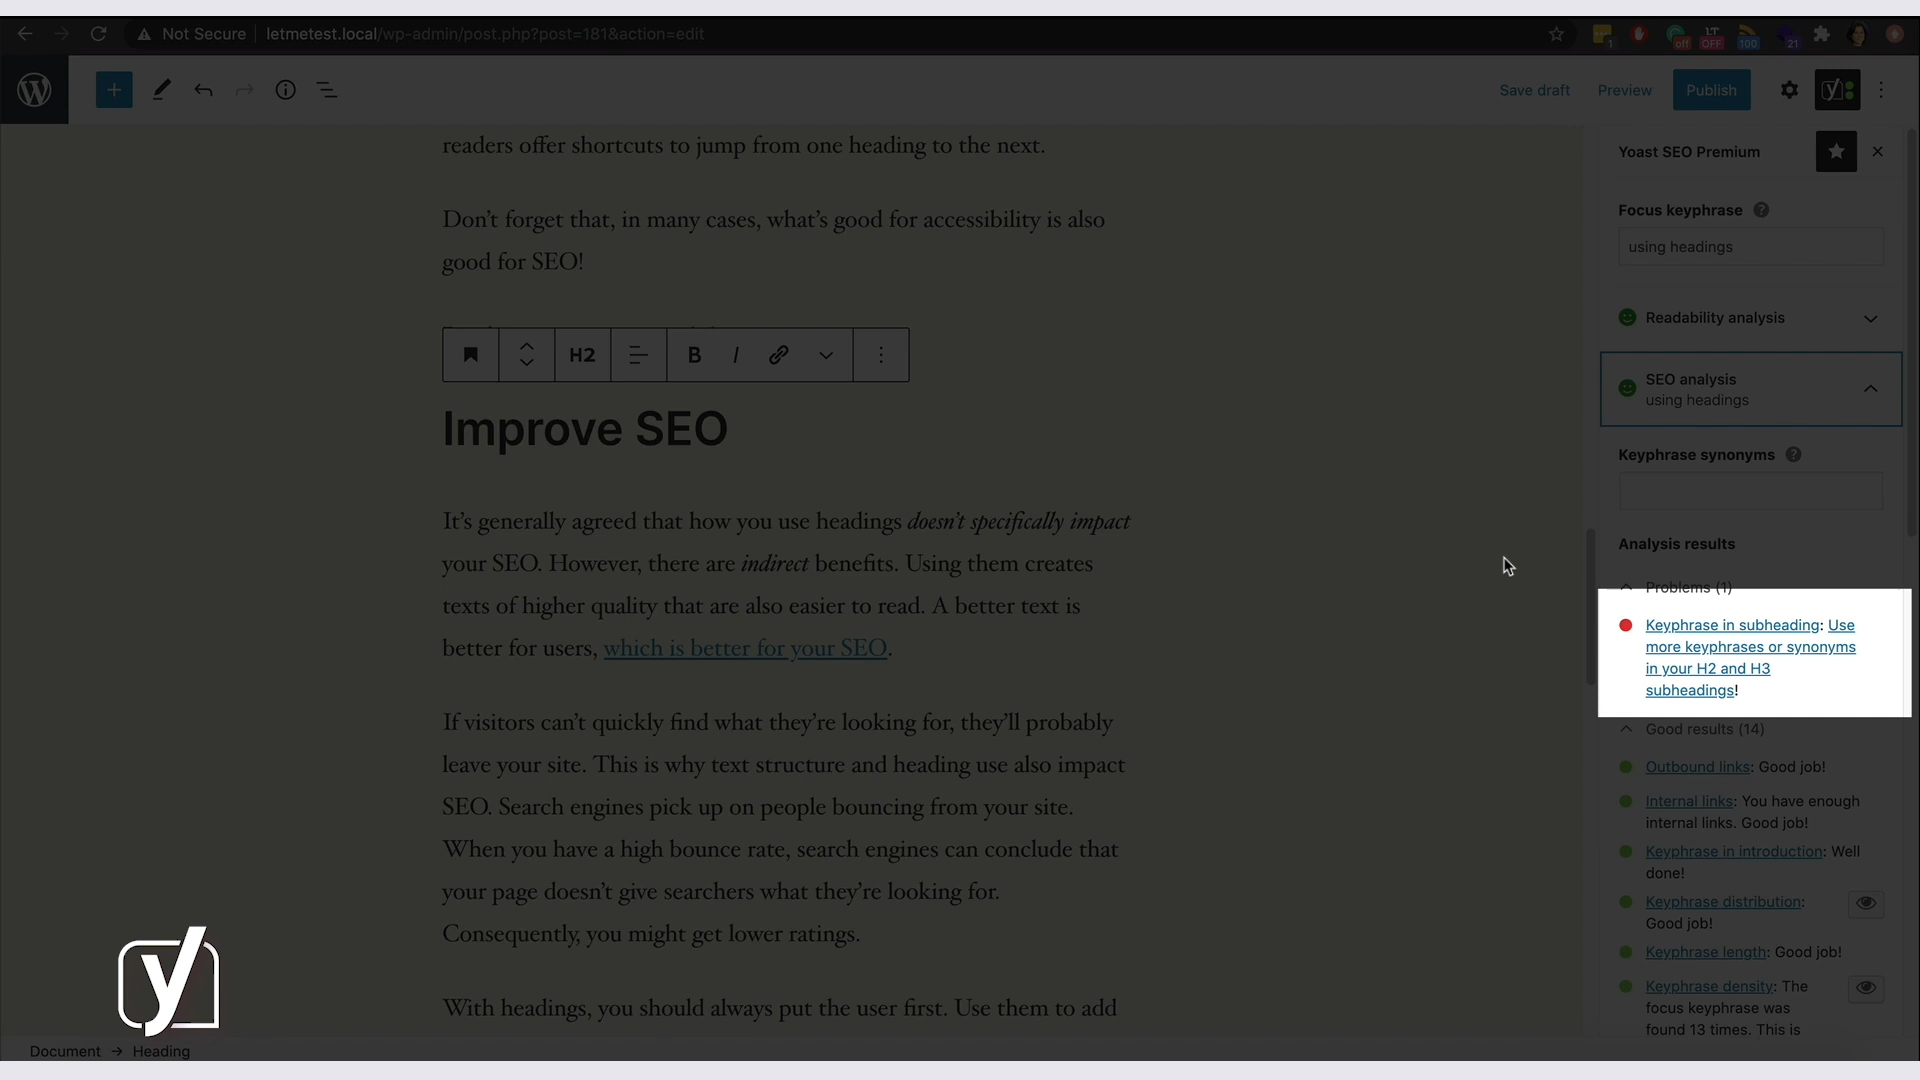 Not Secure letmetest.local/wp-admin/post.php?post=181&action=edit
1 off LT OFF 100 21
Save draft Preview Publish
readers offer shortcuts to jump from one heading to the next.
Don't forget that, in many cases, what's good for accessibility is also
good for SEO!
H2 B I
Improve SEO
It's generally agreed that how you use headings doesn't specifically impact
your SEO. However, there are indirect benefits. Using them creates
texts of higher quality that are also easier to read. A better text is
better for users, which is better for your SEO.
If visitors can't quickly find what they're looking for, they'll probably
leave your site. This is why text structure and heading use also impact
SEO. Search engines pick up on people bouncing from your site.
When you have a high bounce rate, search engines can conclude that
your page doesn't give searchers what they're looking for.
Consequently, you might get lower ratings.
With headings, you should always put the user first. Use them to add
Yoast SEO Premium
Focus keyphrase
using headings
Readability analysis
SEO analysis
using headings
Keyphrase synonyms
Analysis results
Problems (1)
Keyphrase in subheading: Use
more keyphrases or synonyms
in your H2 and H3
subheadings!
Good results (14)
Outbound links: Good job!
Internal links: You have enough
internal links. Good job!
Keyphrase in introduction: Well
done!
Keyphrase distribution:
Good job!
Keyphrase length: Good job!
Keyphrase density: The
focus keyphrase was
found 13 times. This is
y
Document → Heading